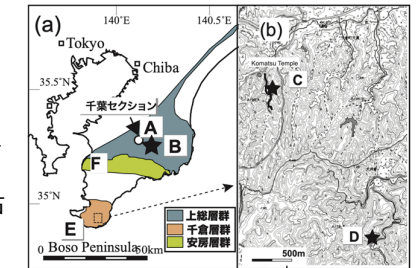 (a)
140°E
140.5°E
Tokyo
Chiba
35.5°N
千葉セクション
A
B
F
35°N
E
上総層群
千倉層群
安房層群
0 Boso Peninsula 50km
(b)
Komatsu Temple
C
D
500m